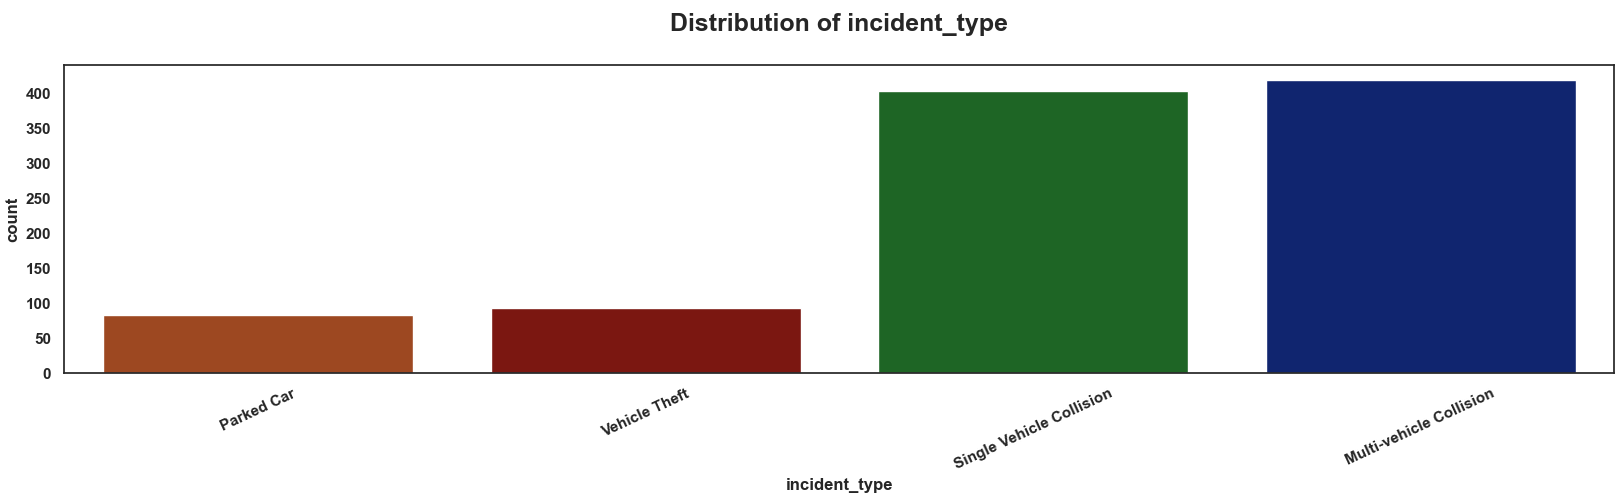 Distribution of incident_type
count
400
350
300
250
200
150
100
50
0
Parked Car
Vehicle Theft
Single Vehicle Collision
Multi-vehicle Collision
incident_type